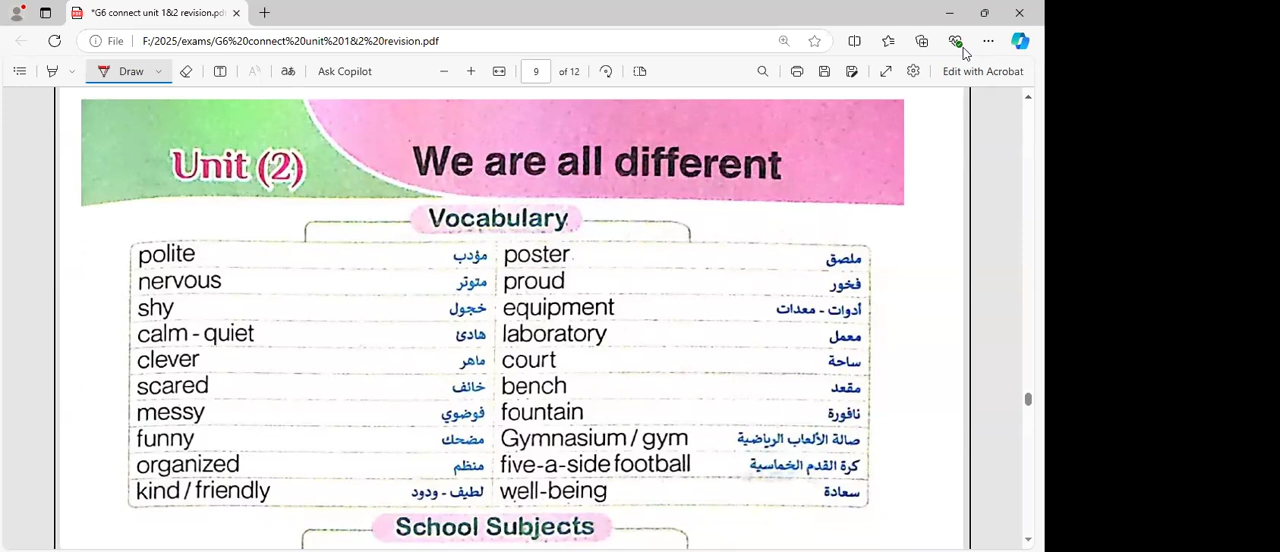 *G6 connect unit 1&2 revision.pdf
File F:/2025/exams/G6%20connect%20unit%201&2%20revision.pdf
Draw aあ Ask Copilot 9 of 12 Edit with Acrobat
Unit (2) We are all different
Vocabulary
polite مؤدب poster ملصق
nervous متوتر proud فخور
shy خجول equipment أدوات - معدات
calm - quiet هادئ laboratory معمل
clever ماهر court ساحة
scared خائف bench مقعد
messy فوضوي fountain نافورة
funny مضحك Gymnasium / gym صالة الألعاب الرياضية
organized منظم five-a-side football كرة القدم الخماسية
kind / friendly لطيف - ودود well-being سعادة
School Subjects